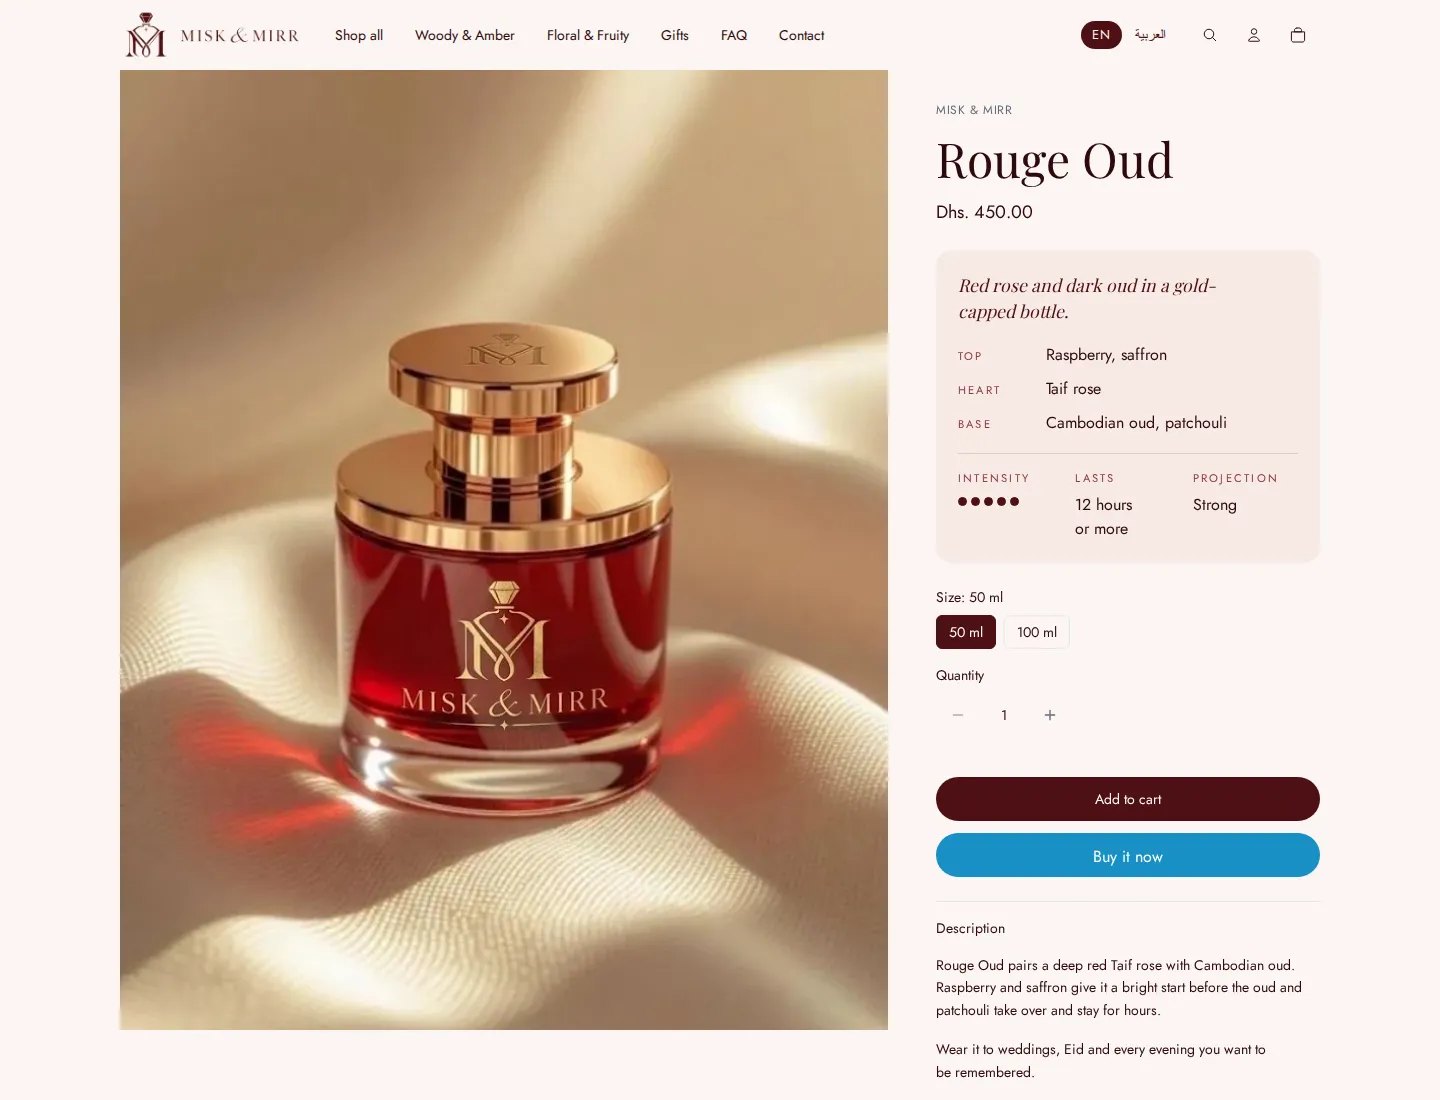 MISK & MIRR
Shop all
Woody & Amber
Floral & Fruity
Gifts
FAQ
Contact
EN
العربية
MISK & MIRR
Rouge Oud
Dhs. 450.00
Red rose and dark oud in a gold-
capped bottle.
TOP Raspberry, saffron
HEART Taif rose
BASE Cambodian oud, patchouli
INTENSITY LASTS PROJECTION
12 hours Strong
or more
Size: 50 ml
50 ml 100 ml
Quantity
1
Add to cart
Buy it now
Description
Rouge Oud pairs a deep red Taif rose with Cambodian oud.
Raspberry and saffron give it a bright start before the oud and
patchouli take over and stay for hours.
Wear it to weddings, Eid and every evening you want to
be remembered.
M
M
MISK & MIRR